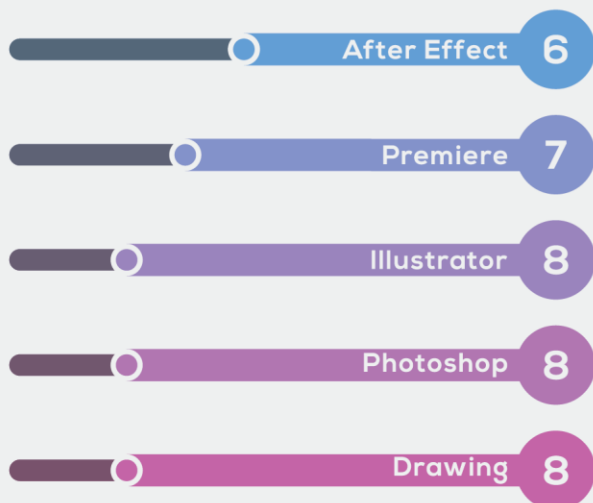 After Effect 6
Premiere 7
Illustrator 8
Photoshop 8
Drawing 8